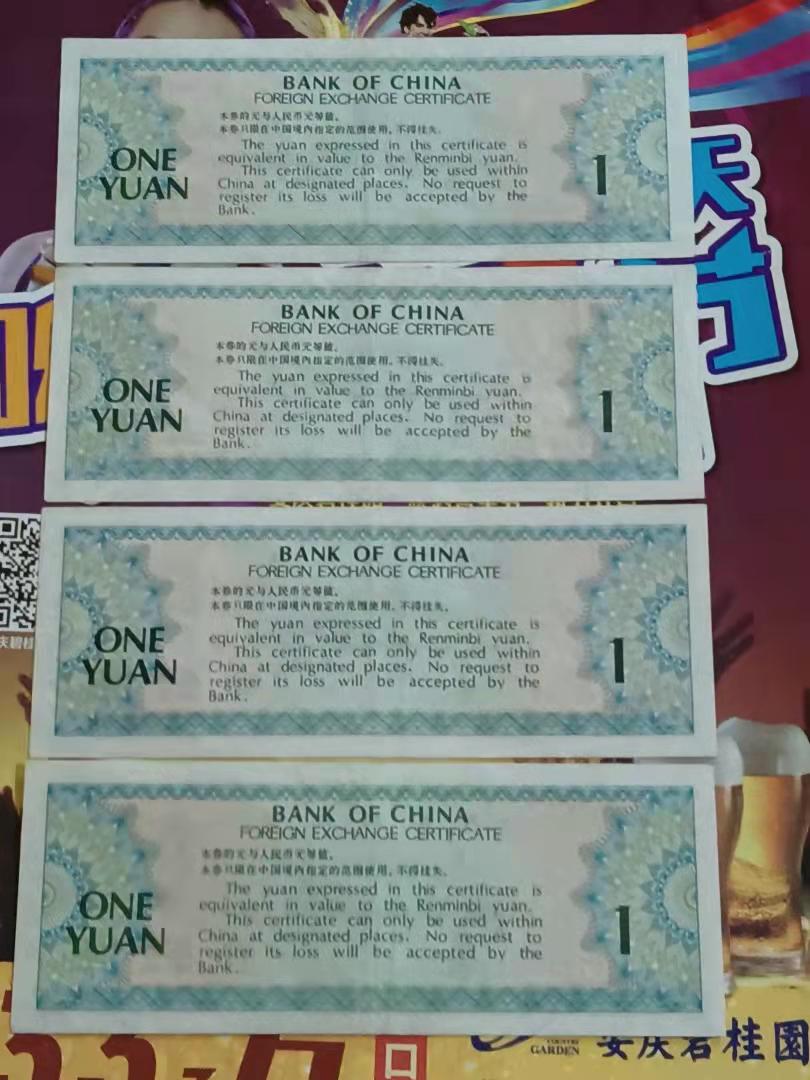 BANK OF CHINA
FOREIGN EXCHANGE CERTIFICATE
本券的元与人民币元等值。
本券只限在中国境内指定的范围使用,不得挂失。
ONE
YUAN
The yuan expressed in this certificate is
equivalent in value to the Renminbi yuan.
This certificate can only be used within
China at designated places. No request to
register its loss will be accepted by the
Bank.
1
BANK OF CHINA
FOREIGN EXCHANGE CERTIFICATE
本券的元与人民币元等值。
本券只限在中国境内指定的范围使用,不得挂失。
ONE
YUAN
The yuan expressed in this certificate is
equivalent in value to the Renminbi yuan.
This certificate can only be used within
China at designated places. No request to
register its loss will be accepted by the
Bank.
1
BANK OF CHINA
FOREIGN EXCHANGE CERTIFICATE
本券的元与人民币元等值。
本券只限在中国境内指定的范围使用,不得挂失。
ONE
YUAN
The yuan expressed in this certificate is
equivalent in value to the Renminbi yuan.
This certificate can only be used within
China at designated places. No request to
register its loss will be accepted by the
Bank.
1
BANK OF CHINA
FOREIGN EXCHANGE CERTIFICATE
本券的元与人民币元等值。
本券只限在中国境内指定的范围使用,不得挂失。
ONE
YUAN
The yuan expressed in this certificate is
equivalent in value to the Renminbi yuan.
This certificate can only be used within
China at designated places. No request to
register its loss will be accepted by the
Bank.
1
GARDEN
安庆碧桂園